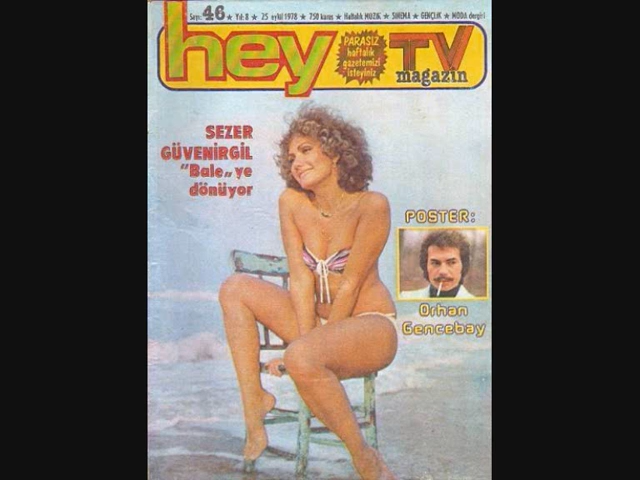 Sayı: 46 ★ Yıl: 8 ★ 25 eylül 1978 ★ 750 kuruş ★ Haftalık MÜZİK ★ SİNEMA ★ GENÇLİK ★ MODA dergisi
hey
PARASIZ
haftalık
gazetemizi
isteyiniz
TV
magazin
SEZER
GÜVENİRGİL
"Bale„ ye
dönüyor
POSTER:
Orhan
Gencebay